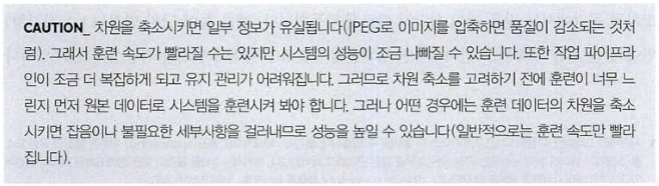 CAUTION_ 차원을 축소시키면 일부 정보가 유실됩니다(JPEG로 이미지를 압축하면 품질이 감소되는 것처
럼). 그래서 훈련 속도가 빨라질 수는 있지만 시스템의 성능이 조금 나빠질 수 있습니다. 또한 작업 파이프라
인이 조금 더 복잡하게 되고 유지 관리가 어려워집니다. 그러므로 차원 축소를 고려하기 전에 훈련이 너무 느
린지 먼저 원본 데이터로 시스템을 훈련시켜 봐야 합니다. 그러나 어떤 경우에는 훈련 데이터의 차원을 축소
시키면 잡음이나 불필요한 세부사항을 걸러내므로 성능을 높일 수 있습니다(일반적으로는 훈련 속도만 빨라
집니다).